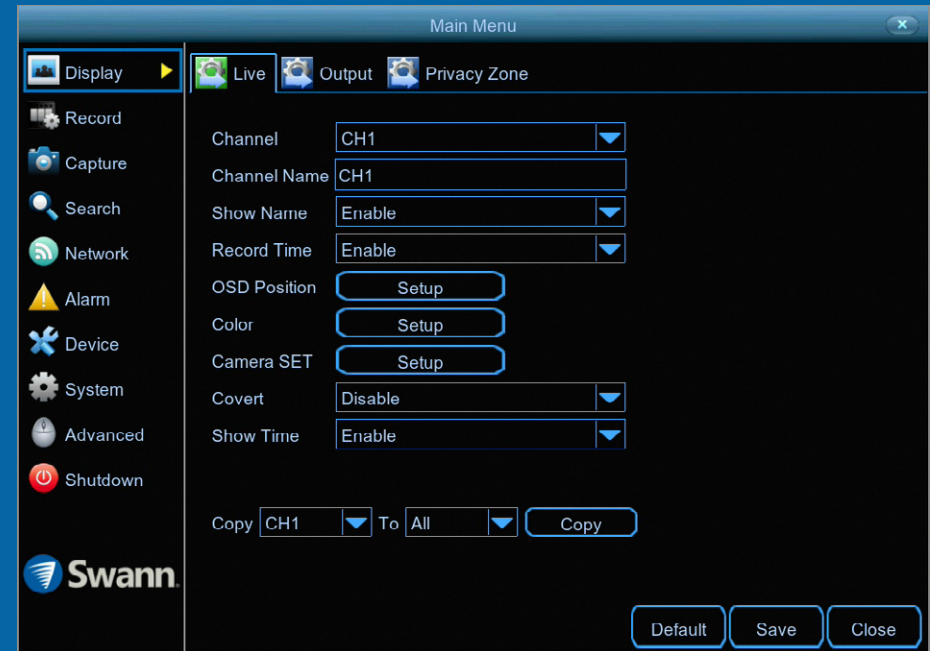 Main Menu
Display
Record
Capture
Search
Network
Alarm
Device
System
Advanced
Shutdown
Swann
Live Output Privacy Zone
Channel CH1
Channel Name CH1
Show Name Enable
Record Time Enable
OSD Position Setup
Color Setup
Camera SET Setup
Covert Disable
Show Time Enable
Copy CH1 To All Copy
Default Save Close